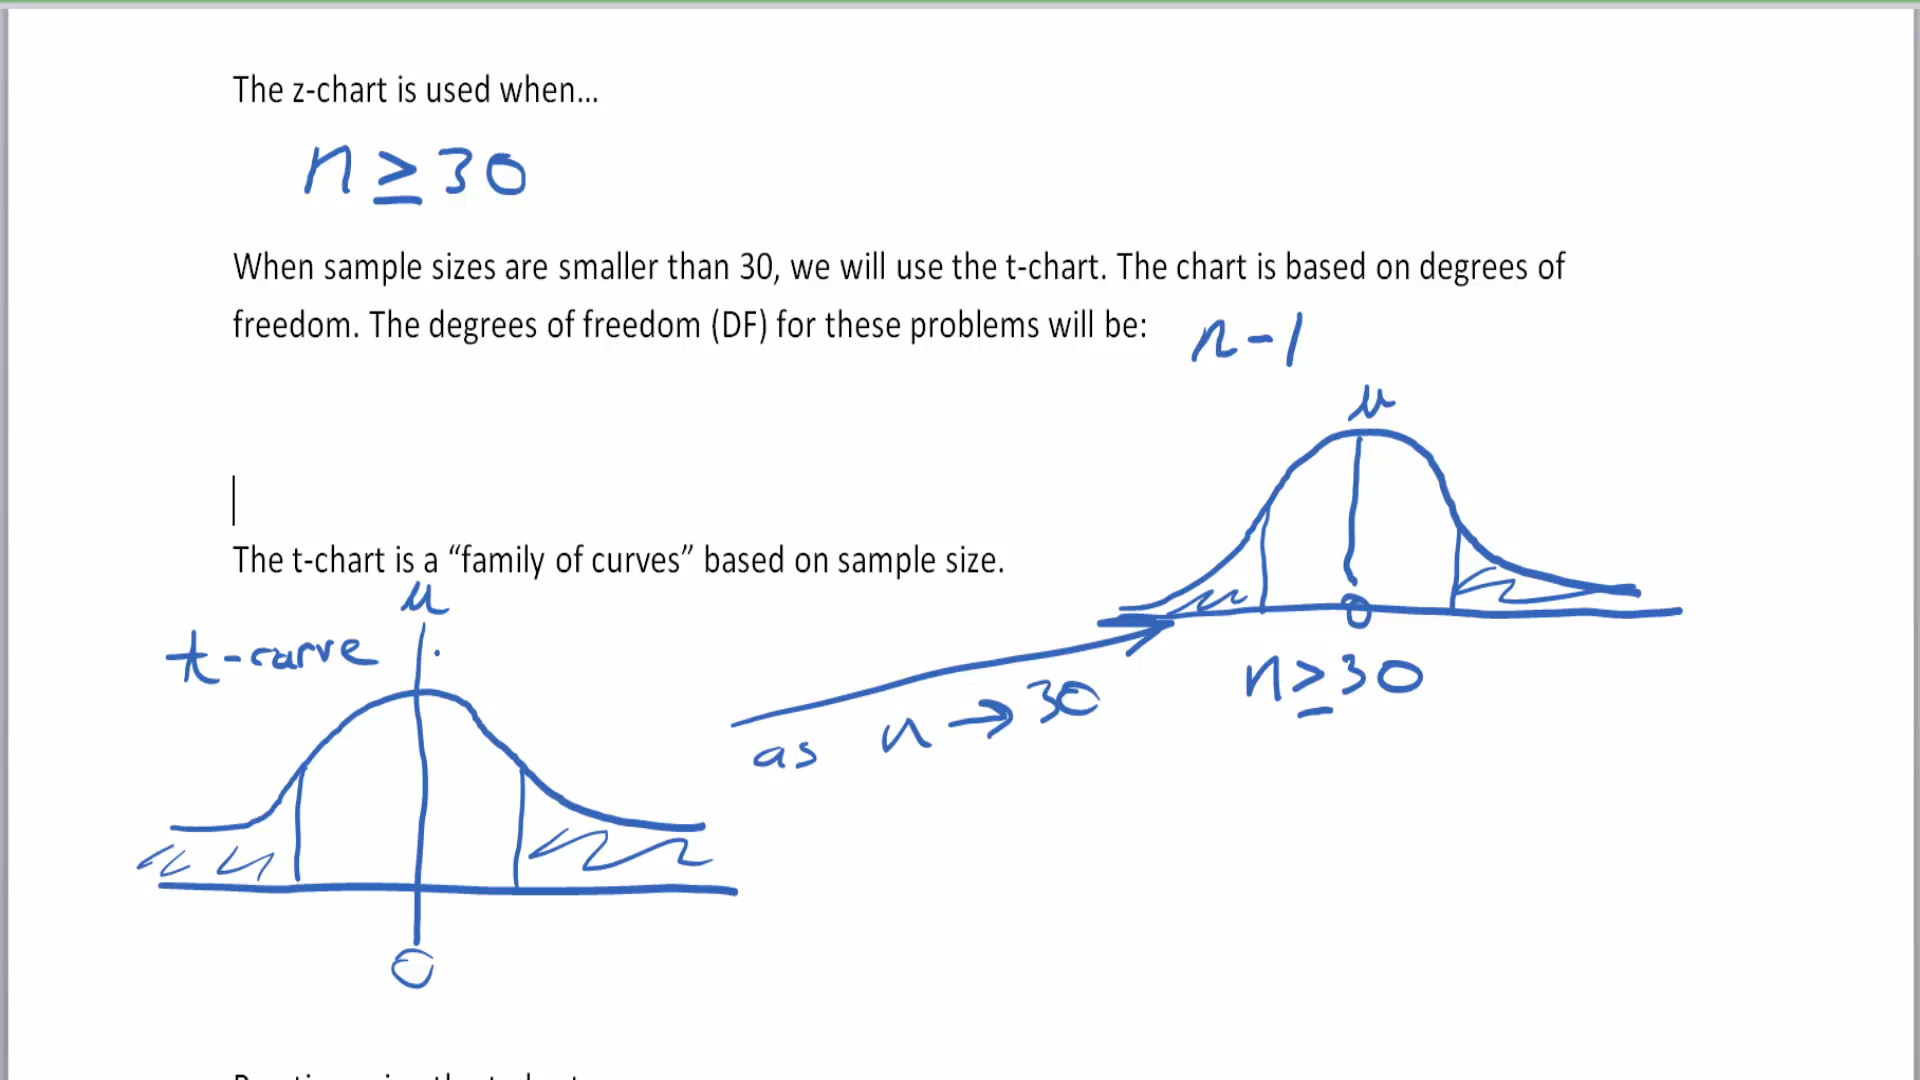 The z-chart is used when...
n ≥ 30
When sample sizes are smaller than 30, we will use the t-chart. The chart is based on degrees of
freedom. The degrees of freedom (DF) for these problems will be: n-1
μ
The t-chart is a “family of curves” based on sample size.
μ
t-curve
0
n ≥ 30
as n → 30
0